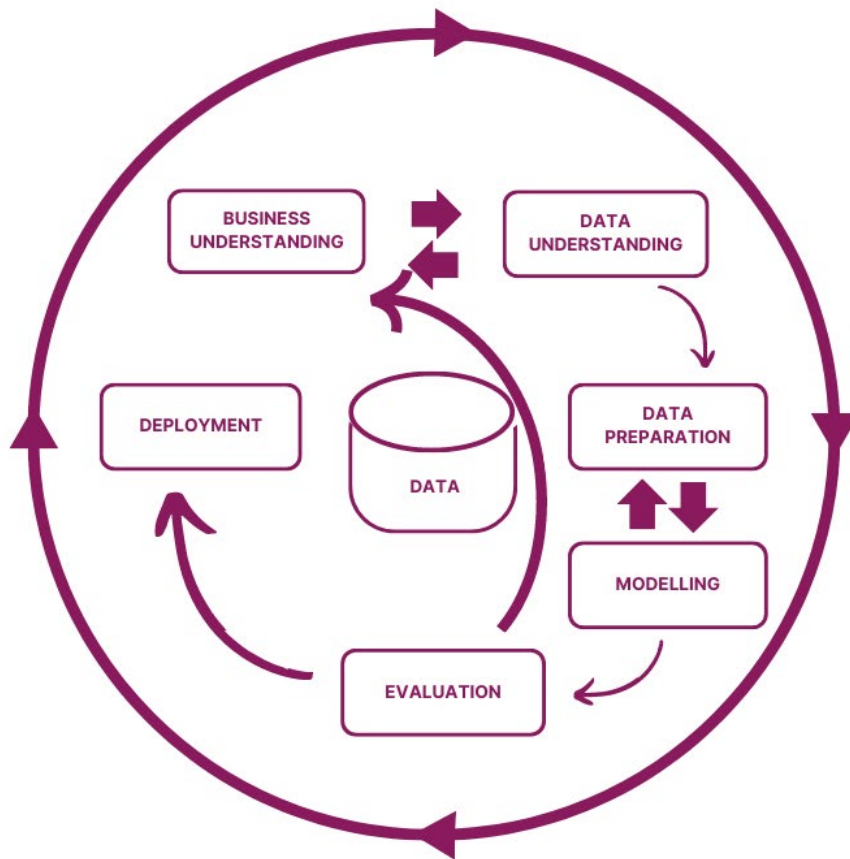 BUSINESS
UNDERSTANDING
DATA
UNDERSTANDING
DEPLOYMENT
DATA
DATA
PREPARATION
MODELLING
EVALUATION